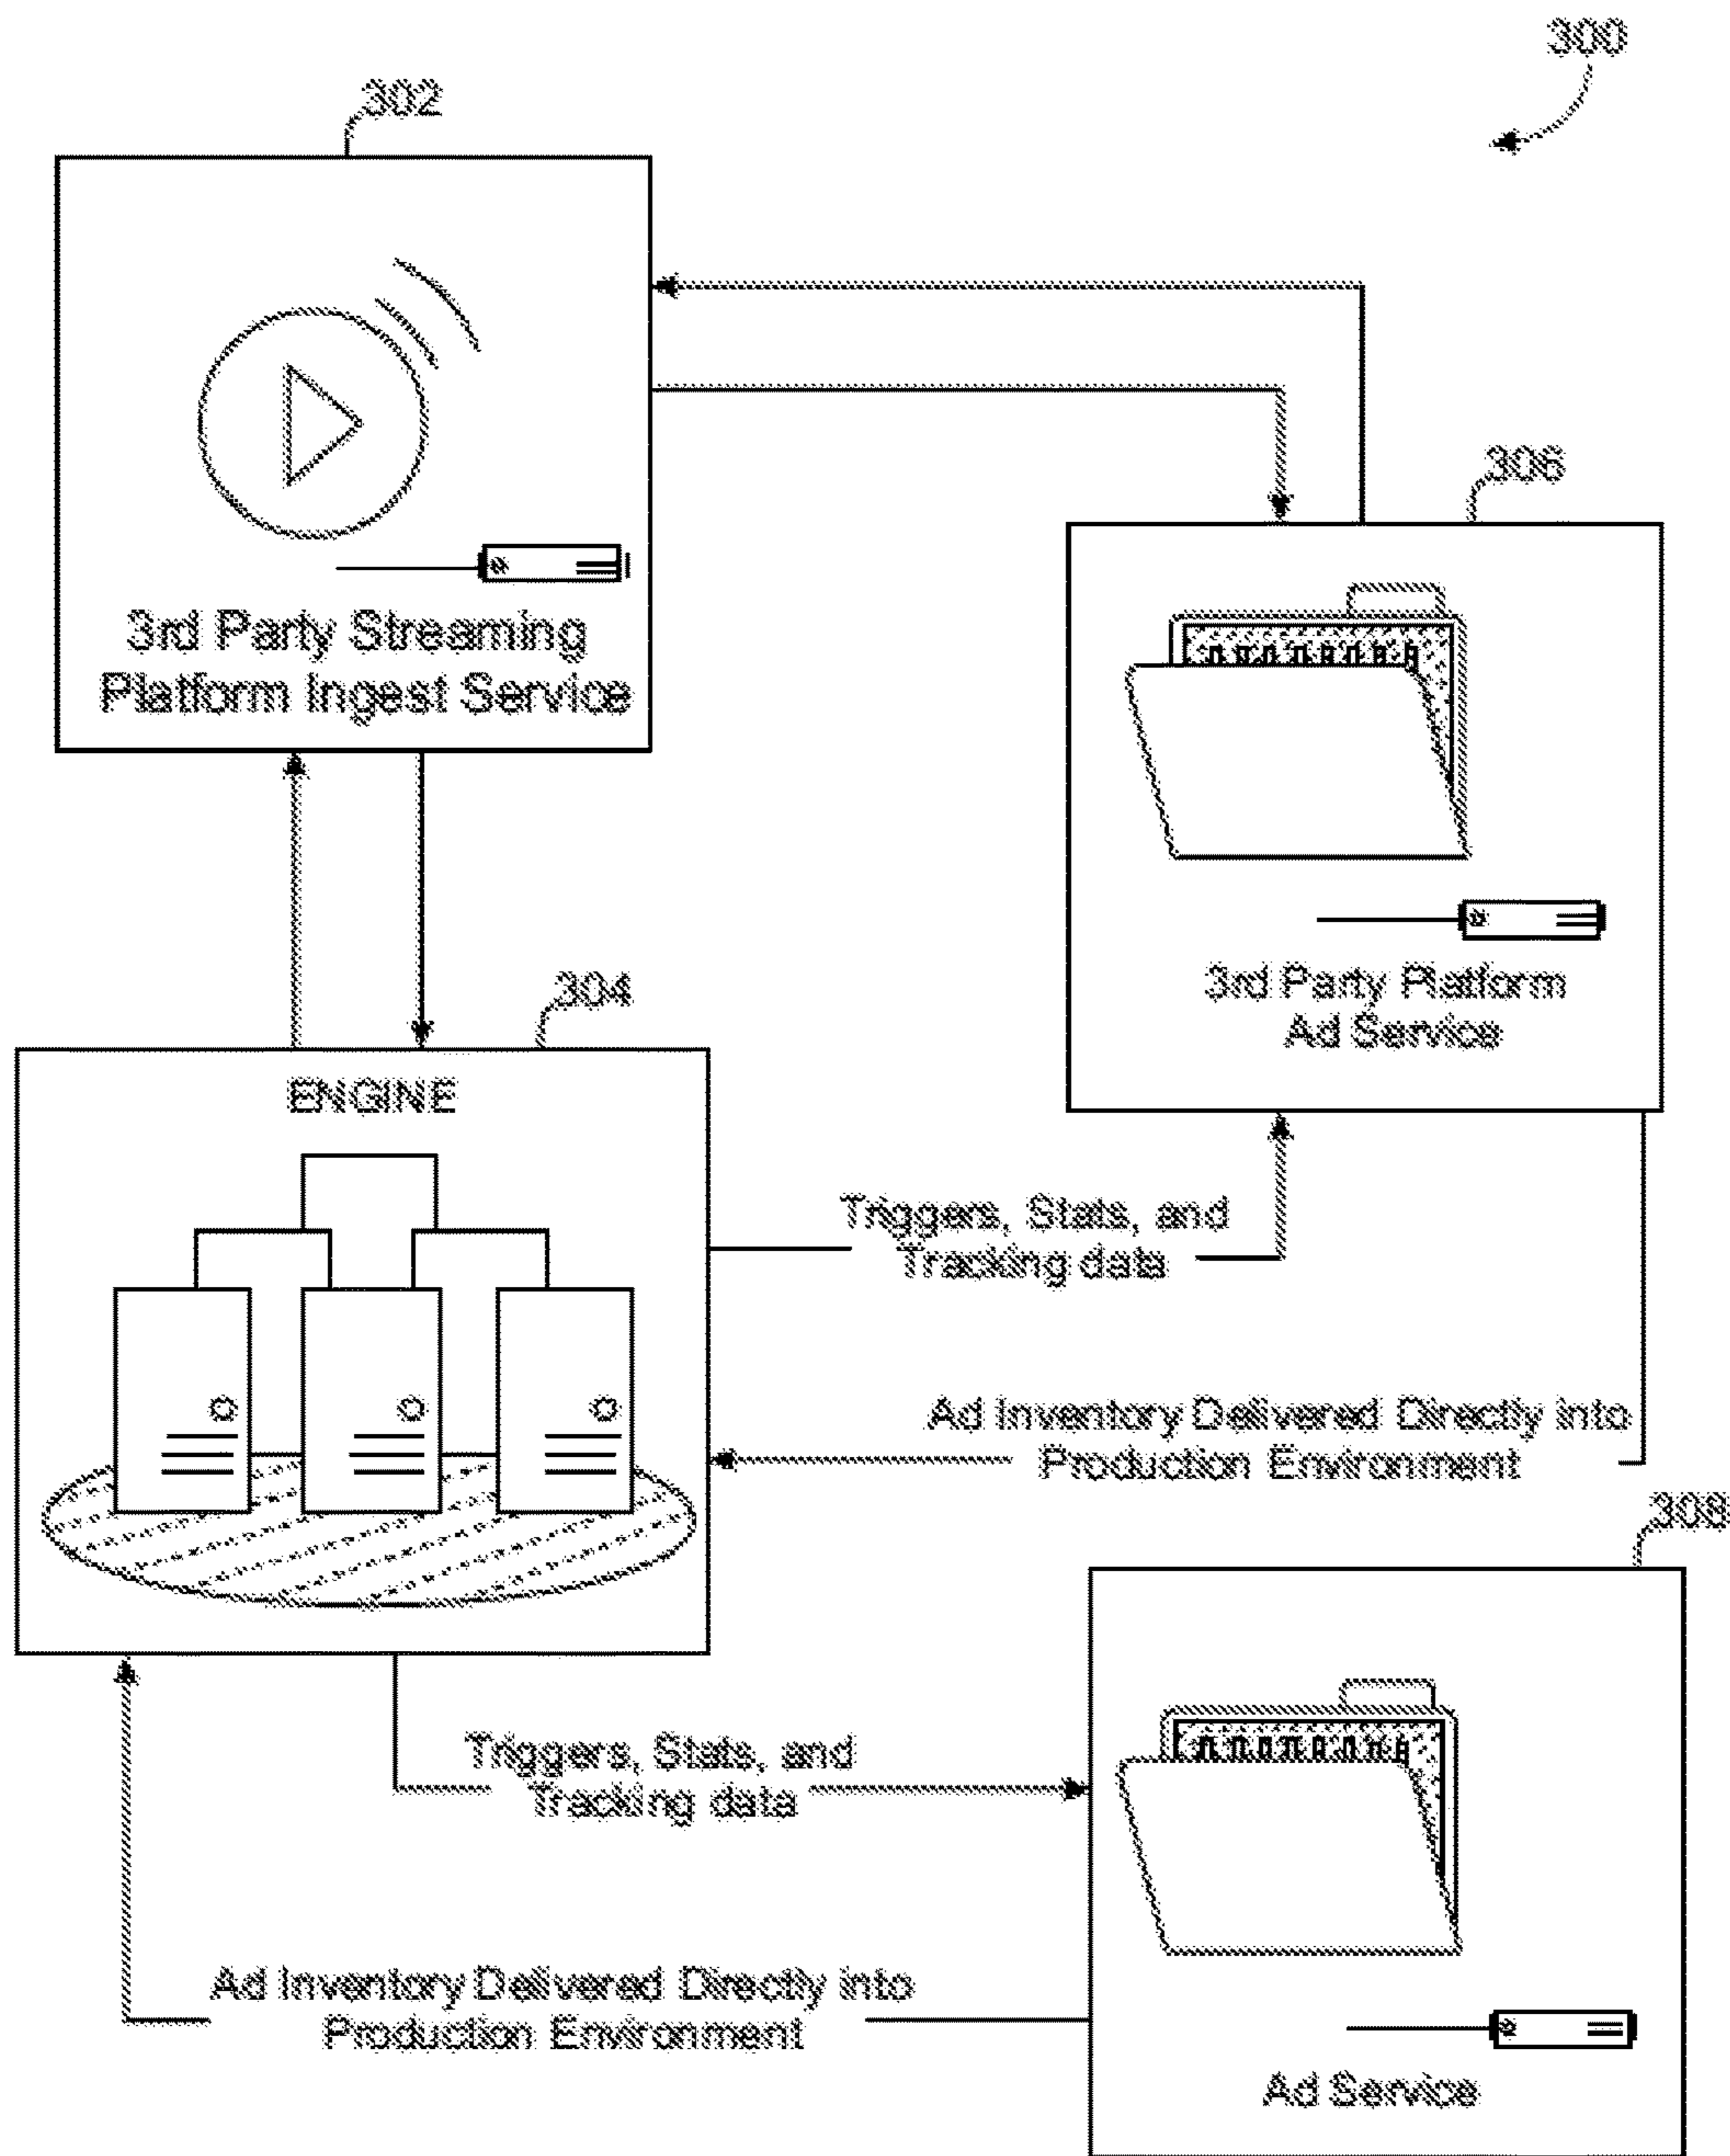 300
302
3rd Party Streaming
Platform Ingest Service
306
3rd Party Platform
Ad Service
304
ENGINE
Triggers, Stats, and
Tracking data
Ad Inventory Delivered Directly into
Production Environment
308
Triggers, Stats, and
Tracking data
Ad Inventory Delivered Directly into
Production Environment
Ad Service